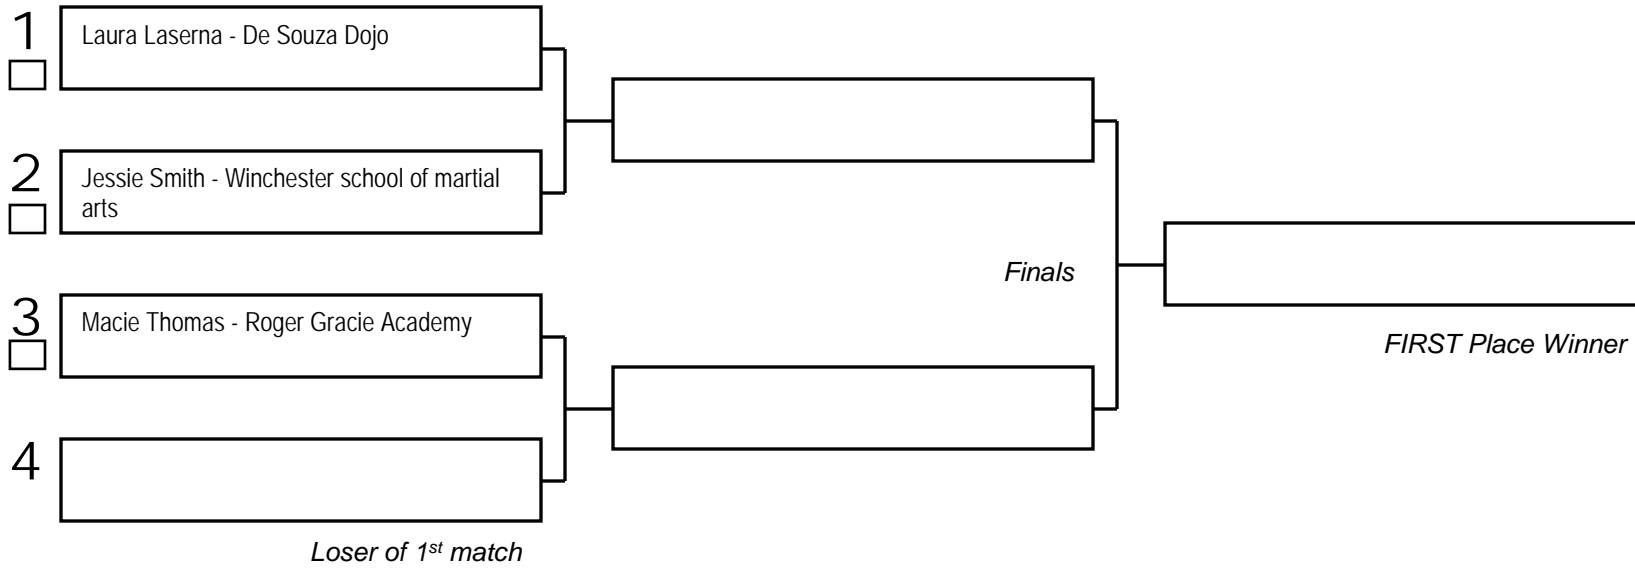 1
Laura Laserna - De Souza Dojo
2
Jessie Smith - Winchester school of martial
arts
Finals
3
Macie Thomas - Roger Gracie Academy
FIRST Place Winner
4
Loser of 1st match